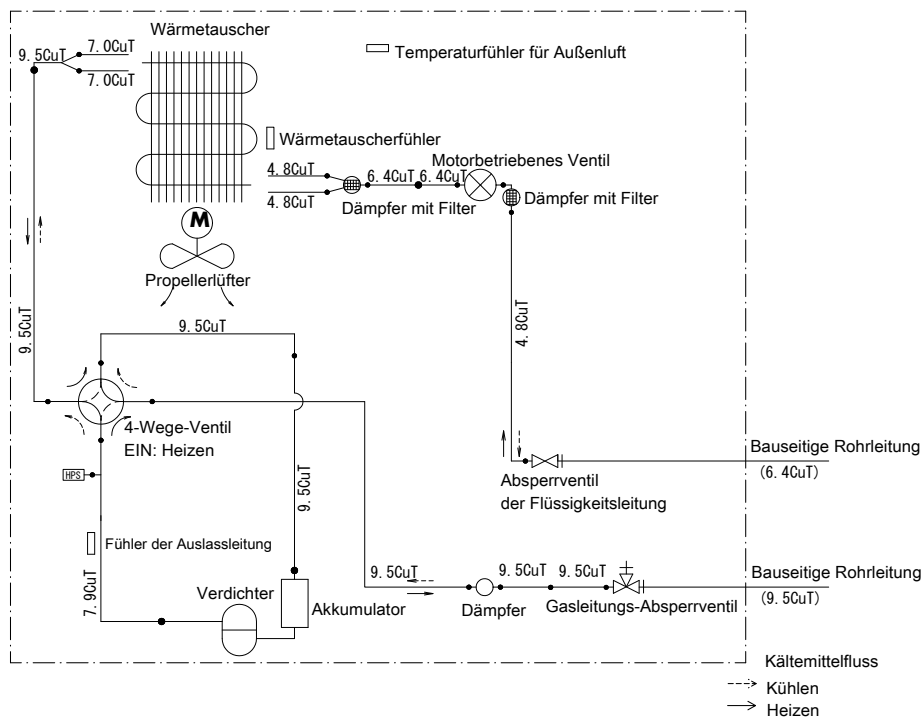 Wärmetauscher
7.0CuT
9.5CuT
7.0CuT
Temperaturfühler für Außenluft
Wärmetauscherfühler
Motorbetriebenes Ventil
4.8CuT
6.4CuT
6.4CuT
4.8CuT
Dämpfer mit Filter
Dämpfer mit Filter
M
Propellerlüfter
9.5CuT
9.5CuT
4.8CuT
4-Wege-Ventil
EIN: Heizen
HPS
9.5CuT
Bauseitige Rohrleitung
(6.4CuT)
Absperrventil
der Flüssigkeitsleitung
Fühler der Auslassleitung
7.9CuT
Verdichter
Akkumulator
9.5CuT
9.5CuT
9.5CuT
Dämpfer
Gasleitungs-Absperrventil
Bauseitige Rohrleitung
(9.5CuT)
Kältemittelfluss
Kühlen
Heizen